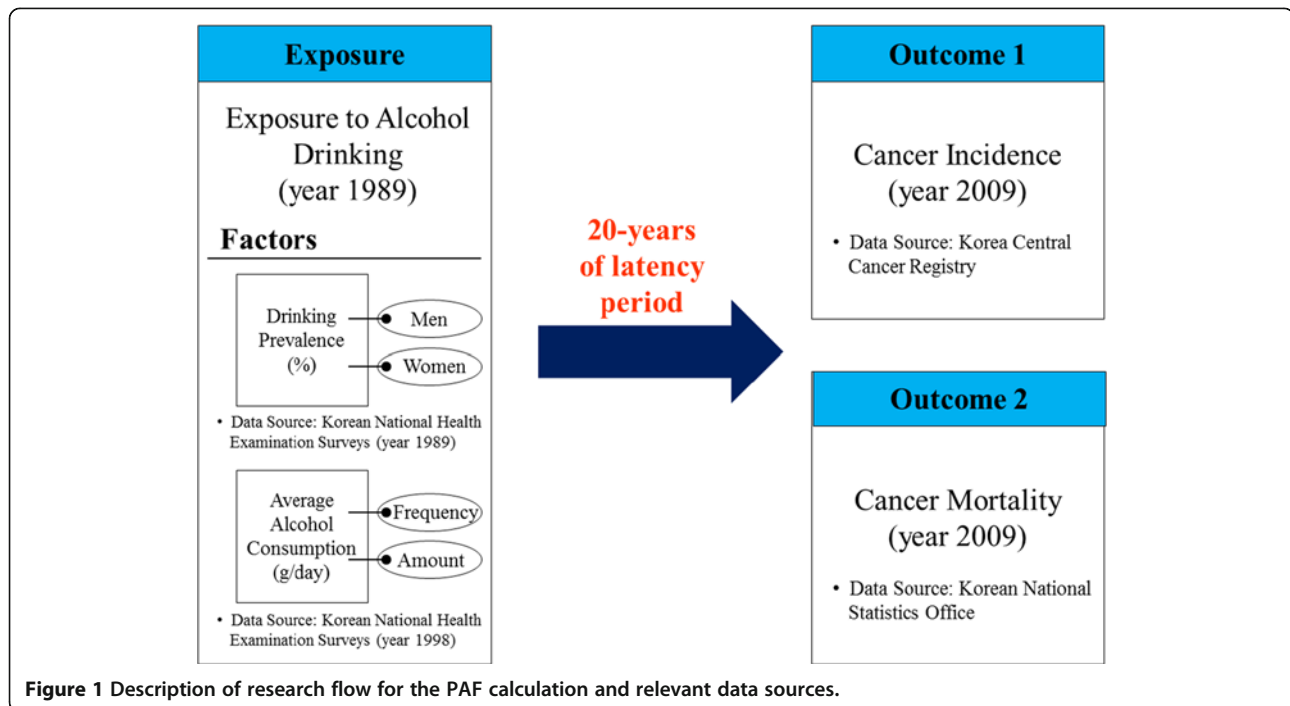 Exposure
Exposure to Alcohol
Drinking
(year 1989)
Factors
Drinking
Prevalence
(%)
Men
Women
• Data Source: Korean National Health
Examination Surveys (year 1989)
Average
Alcohol
Consumption
(g/day)
Frequency
Amount
• Data Source: Korean National Health
Examination Surveys (year 1998)
20-years
of latency
period
Outcome 1
Cancer Incidence
(year 2009)
• Data Source: Korea Central
Cancer Registry
Outcome 2
Cancer Mortality
(year 2009)
• Data Source: Korean National
Statistics Office
Figure 1 Description of research flow for the PAF calculation and relevant data sources.